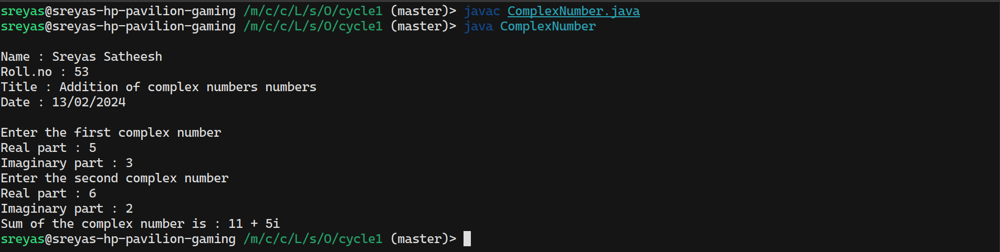 sreyas@sreyas-hp-pavilion-gaming /m/c/c/L/s/O/cycle1 (master)> javac ComplexNumber.java
sreyas@sreyas-hp-pavilion-gaming /m/c/c/L/s/O/cycle1 (master)> java ComplexNumber
Name : Sreyas Satheesh
Roll.no : 53
Title : Addition of complex numbers numbers
Date : 13/02/2024
Enter the first complex number
Real part : 5
Imaginary part : 3
Enter the second complex number
Real part : 6
Imaginary part : 2
Sum of the complex number is : 11 + 5i
sreyas@sreyas-hp-pavilion-gaming /m/c/c/L/s/O/cycle1 (master)>